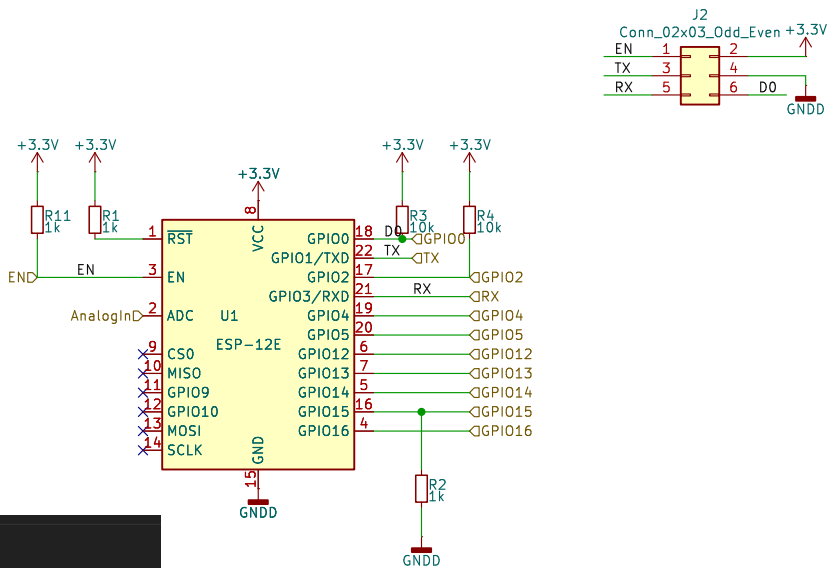 J2
Conn_02x03_Odd_Even
+3.3V
EN 1 2
TX 3 4
RX 5 6 D0
GNDD
+3.3V
+3.3V
+3.3V
+3.3V
+3.3V
R11
1k
R1
1k
R3
10k
R4
10k
8
VCC
1 RST
EN EN 3 EN
AnalogIn 2 ADC
U1
ESP-12E
9 CS0
10 MISO
11 GPIO9
12 GPIO10
13 MOSI
14 SCLK
GPIO0 18 D0 GPIO0
GPIO1/TXD 22 TX TX
GPIO2 17 GPIO2
GPIO3/RXD 21 RX RX
GPIO4 19 GPIO4
GPIO5 20 GPIO5
GPIO12 6 GPIO12
GPIO13 7 GPIO13
GPIO14 5 GPIO14
GPIO15 16 GPIO15
GPIO16 4 GPIO16
GND
15
GNDD
R2
1k
GNDD